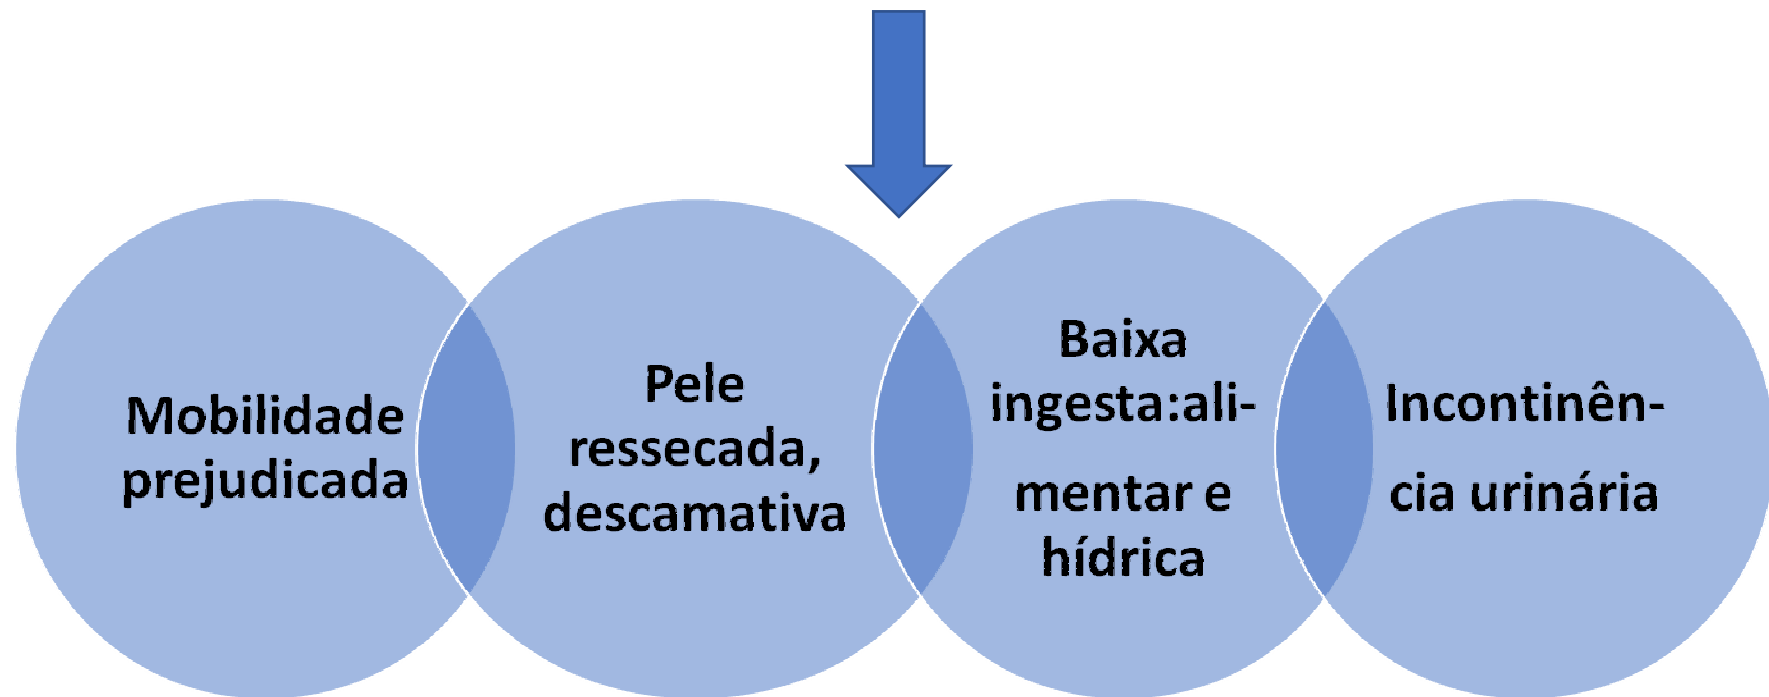 Mobilidade
prejudicada
Pele
ressecada,
descamativa
Baixa
ingesta:ali-
mentar e
hídrica
Incontinên-
cia urinária